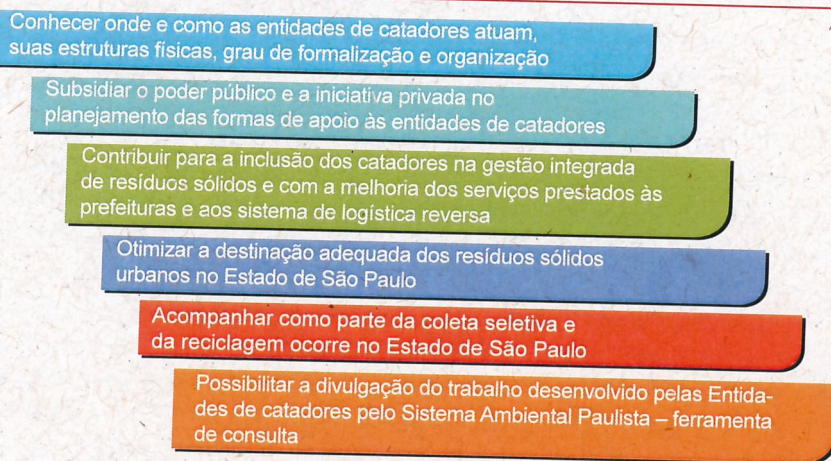 Conhecer onde e como as entidades de catadores atuam,
suas estruturas físicas, grau de formalização e organização
Subsidiar o poder público e a iniciativa privada no
planejamento das formas de apoio às entidades de catadores
Contribuir para a inclusão dos catadores na gestão integrada
de resíduos sólidos e com a melhoria dos serviços prestados às
prefeituras e aos sistema de logística reversa
Otimizar a destinação adequada dos resíduos sólidos
urbanos no Estado de São Paulo
Acompanhar como parte da coleta seletiva e
da reciclagem ocorre no Estado de São Paulo
Possibilitar a divulgação do trabalho desenvolvido pelas Entida-
des de catadores pelo Sistema Ambiental Paulista – ferramenta
de consulta